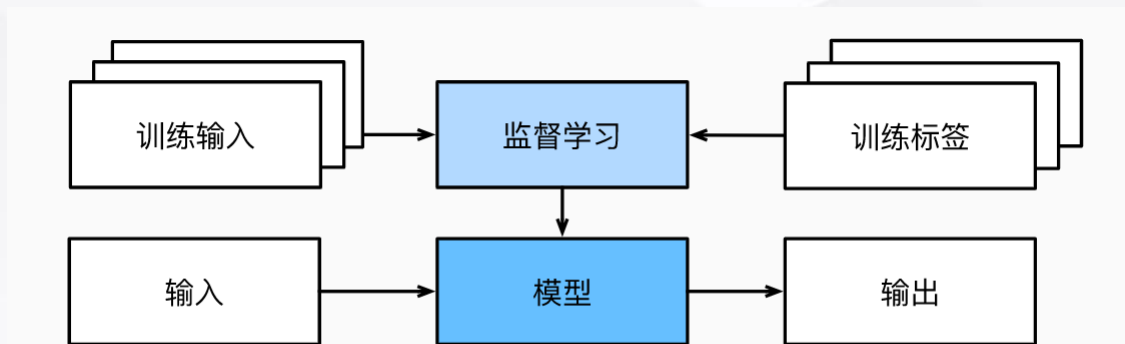 训练输入
监督学习
训练标签
输入
模型
输出